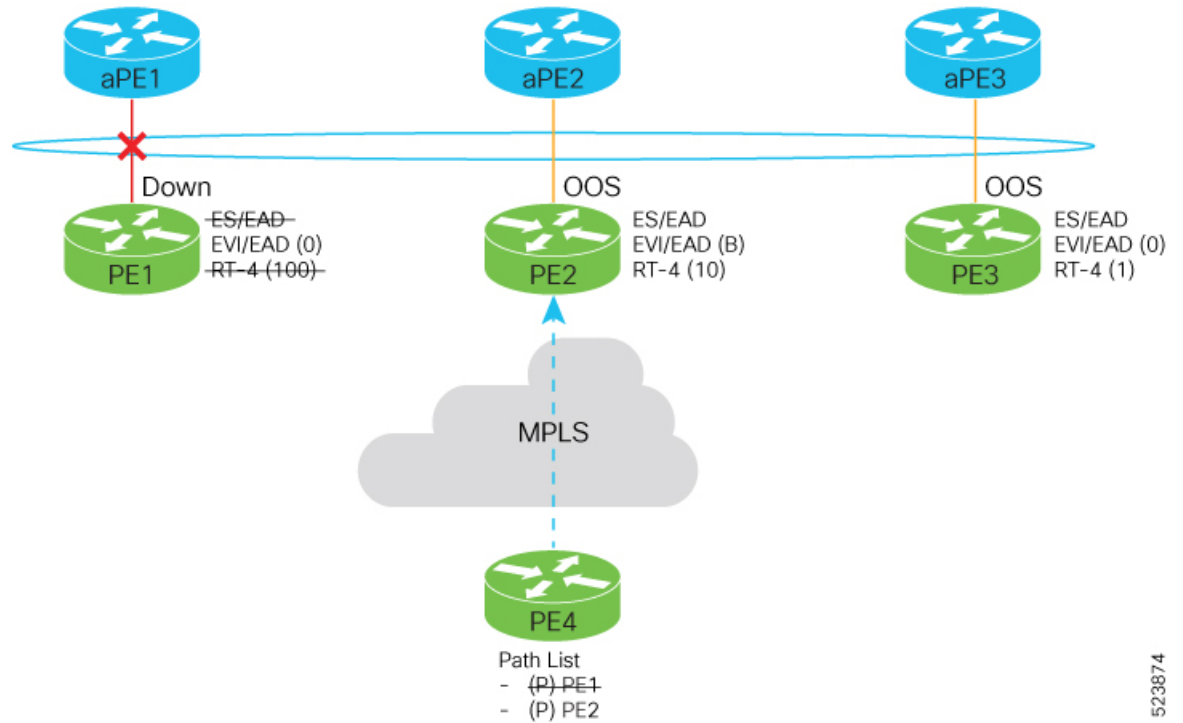 aPE1
aPE2
aPE3
Down
OOS
OOS
ES/EAD
EVI/EAD (0)
RT-4 (100)
PE1
ES/EAD
EVI/EAD (B)
RT-4 (10)
PE2
ES/EAD
EVI/EAD (0)
RT-4 (1)
PE3
MPLS
PE4
Path List
- (P) PE1
- (P) PE2
523874